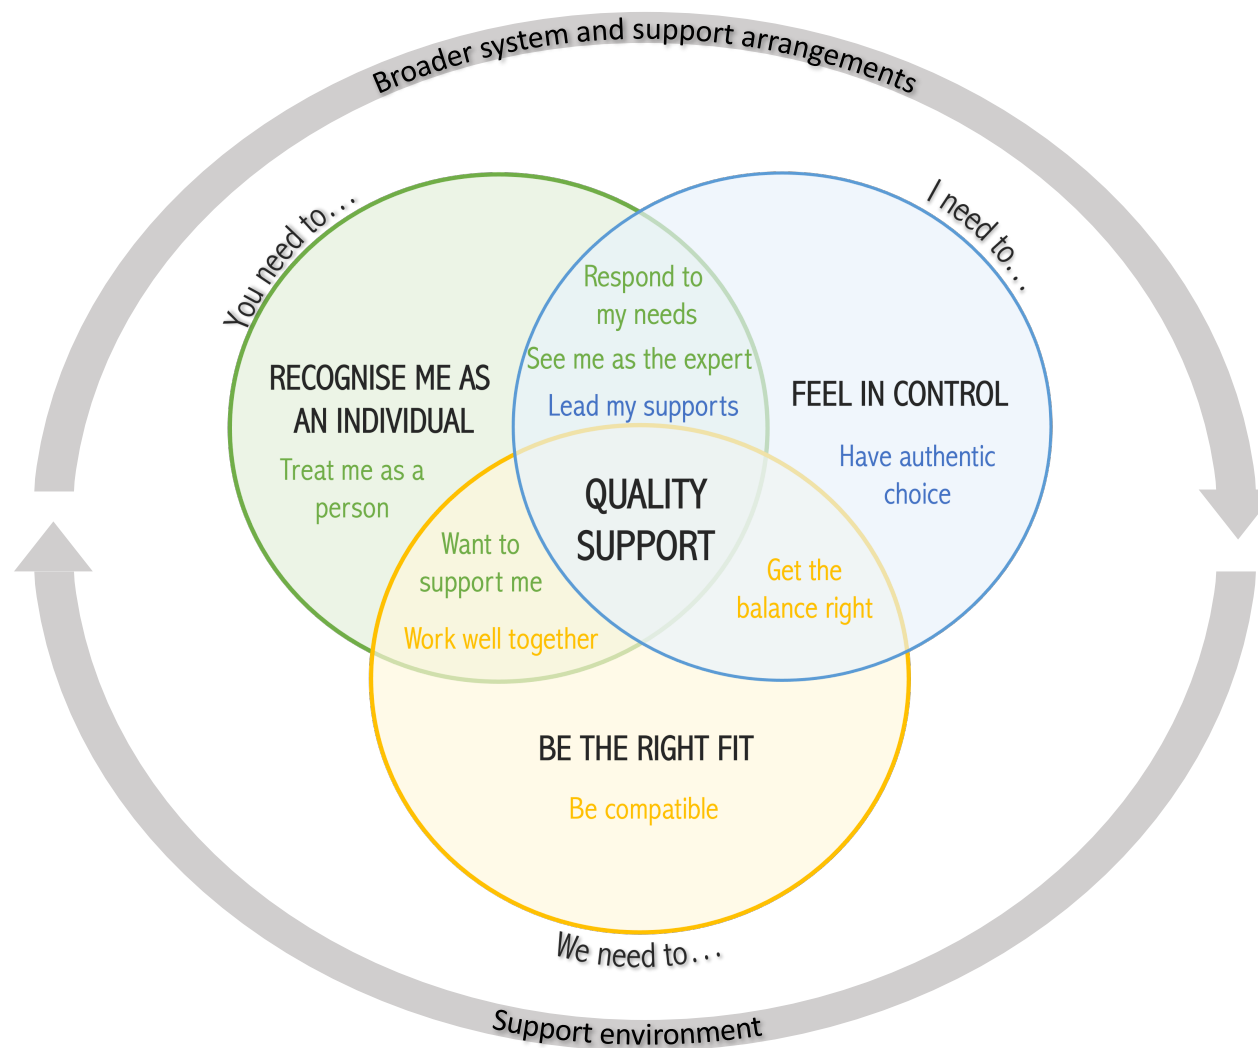 Broader system and support arrangements
You need to...
I need to...
Respond to
my needs
See me as the expert
Lead my supports
RECOGNISE ME AS
AN INDIVIDUAL
Treat me as a
person
FEEL IN CONTROL
Have authentic
choice
QUALITY
SUPPORT
Want to
support me
Work well together
Get the
balance right
BE THE RIGHT FIT
Be compatible
We need to...
Support environment